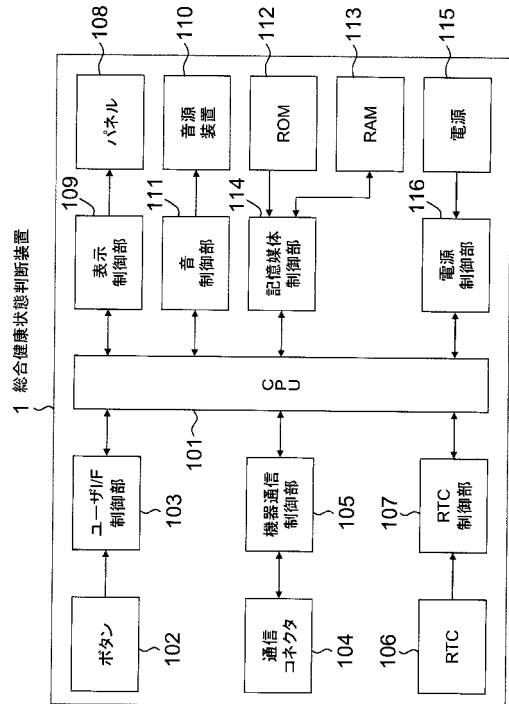 1 総合健康状態判断装置
ボタン
102
ユーザI/F
制御部
103
通信
コネクタ
104
機器通信
制御部
105
RTC
106
RTC
制御部
107
CPU
101
表示
制御部
109
パネル
108
音
制御部
111
音源
装置
110
記憶媒体
制御部
114
ROM
112
RAM
113
電源
制御部
116
電源
115